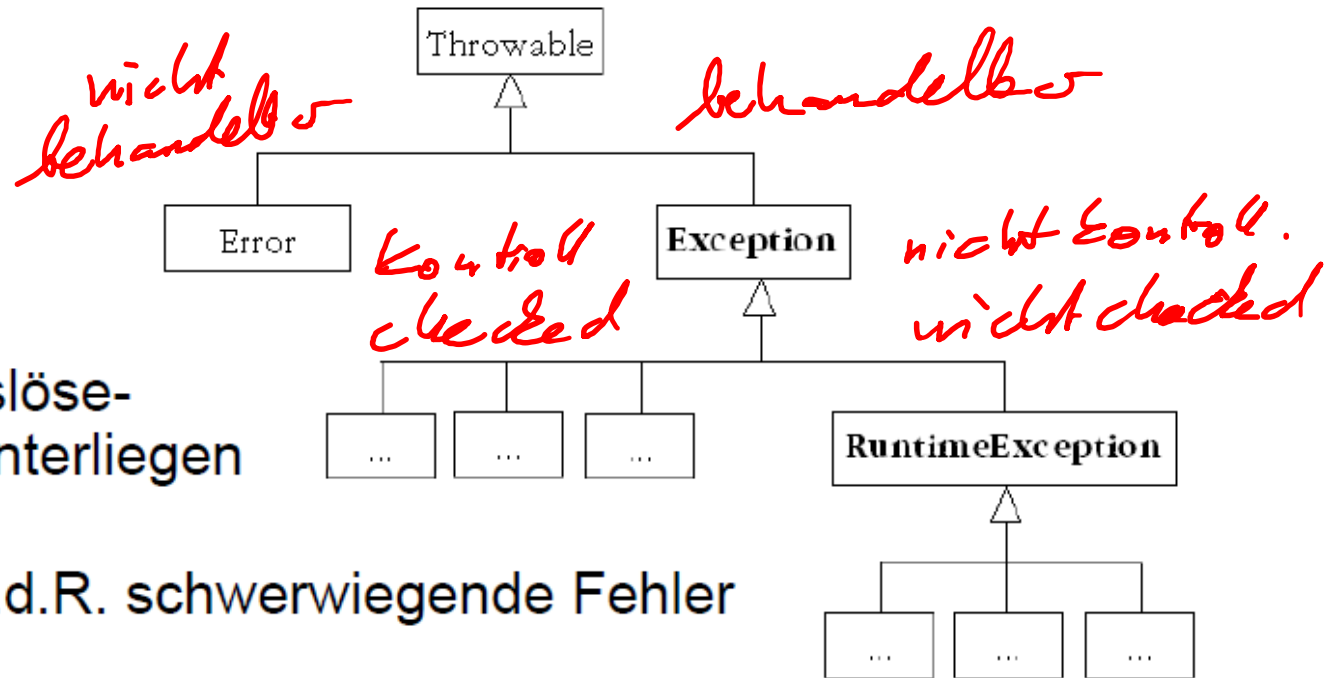 Throwable
nicht
behandelbar
behandelbar
Error
Exception
kontroll
checked
nicht kontroll.
nicht checked
slöse-
nterliegen
...
...
...
RuntimeException
d.R. schwerwiegende Fehler
...
...
...